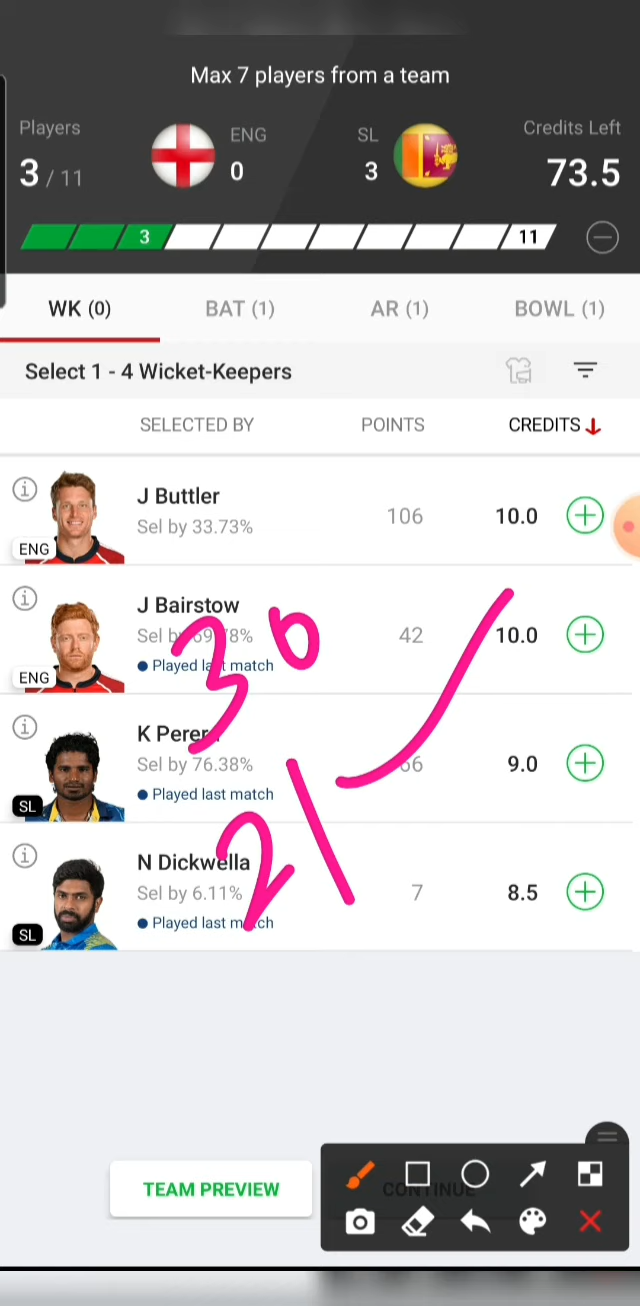 Max 7 players from a team
Players
ENG
SL
Credits Left
3 / 11
0
3
73.5
3
11
WK (0)
BAT (1)
AR (1)
BOWL (1)
Select 1 - 4 Wicket-Keepers
SELECTED BY
POINTS
CREDITS
J Buttler
Sel by 33.73%
106
10.0
ENG
J Bairstow
Sel
8%
42
10.0
Played last match
ENG
30
K Perera
Sel by 76.38%
9.0
Played last match
SL
21
N Dickwella
Sel by 6.11%
7
8.5
Played last match
SL
TEAM PREVIEW
CONTINUE